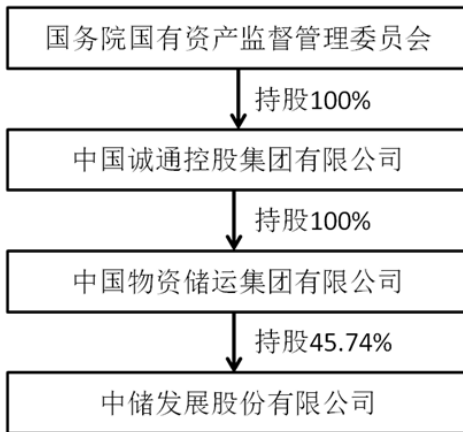 国务院国有资产监督管理委员会
持股100%
中国诚通控股集团有限公司
持股100%
中国物资储运集团有限公司
持股45.74%
中储发展股份有限公司